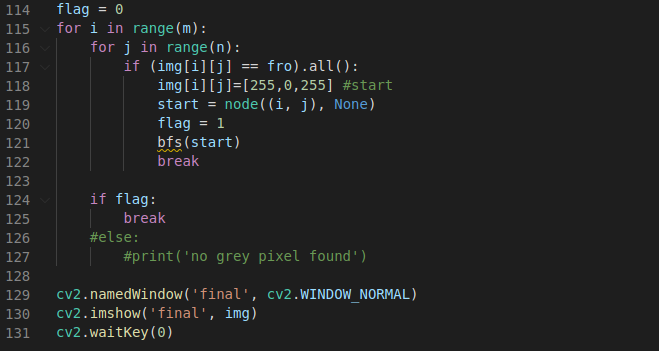 114 flag = 0
115 for i in range(m):
116     for j in range(n):
117         if (img[i][j] == fro).all():
118             img[i][j]=[255,0,255] #start
119             start = node((i, j), None)
120             flag = 1
121             bfs(start)
122             break
123
124     if flag:
125         break
126     #else:
127         #print('no grey pixel found')
128
129 cv2.namedWindow('final', cv2.WINDOW_NORMAL)
130 cv2.imshow('final', img)
131 cv2.waitKey(0)